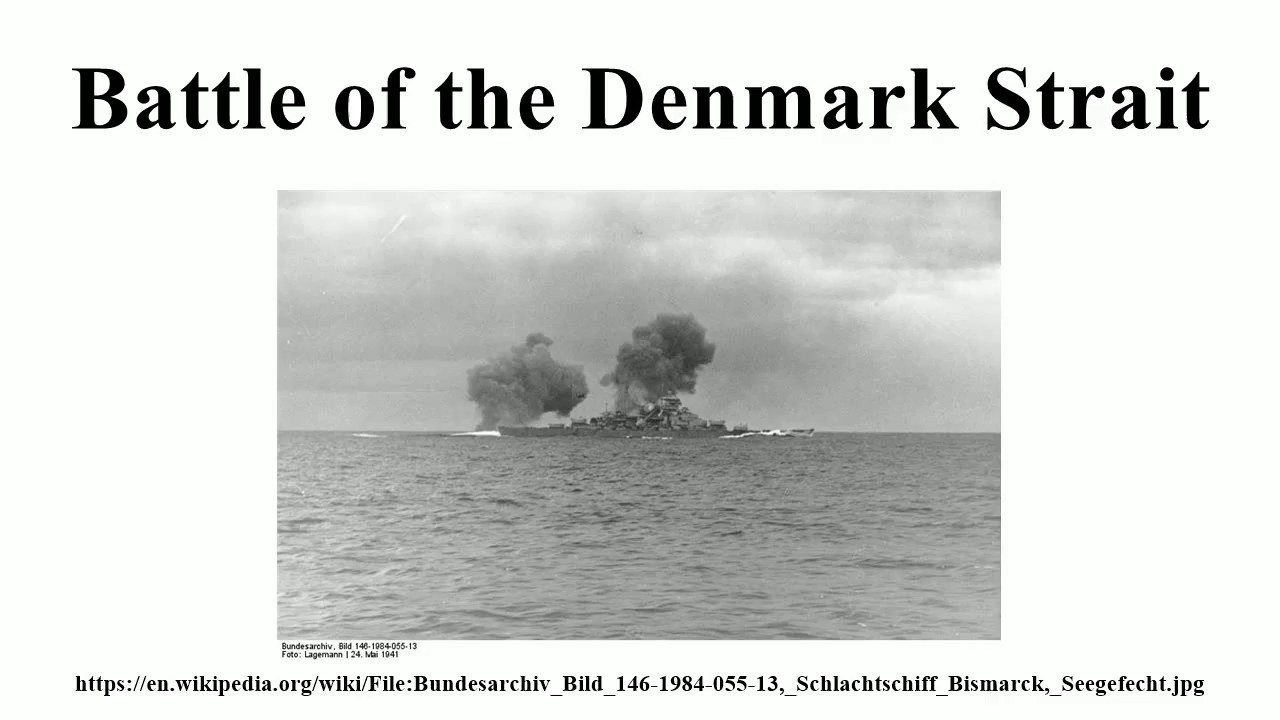 Battle of the Denmark Strait
Bundesarchiv, Bild 146-1984-055-13
Foto: Lagemann | 24. Mai 1941
https://en.wikipedia.org/wiki/File:Bundesarchiv_Bild_146-1984-055-13,_Schlachtschiff_Bismarck,_Seegefecht.jpg